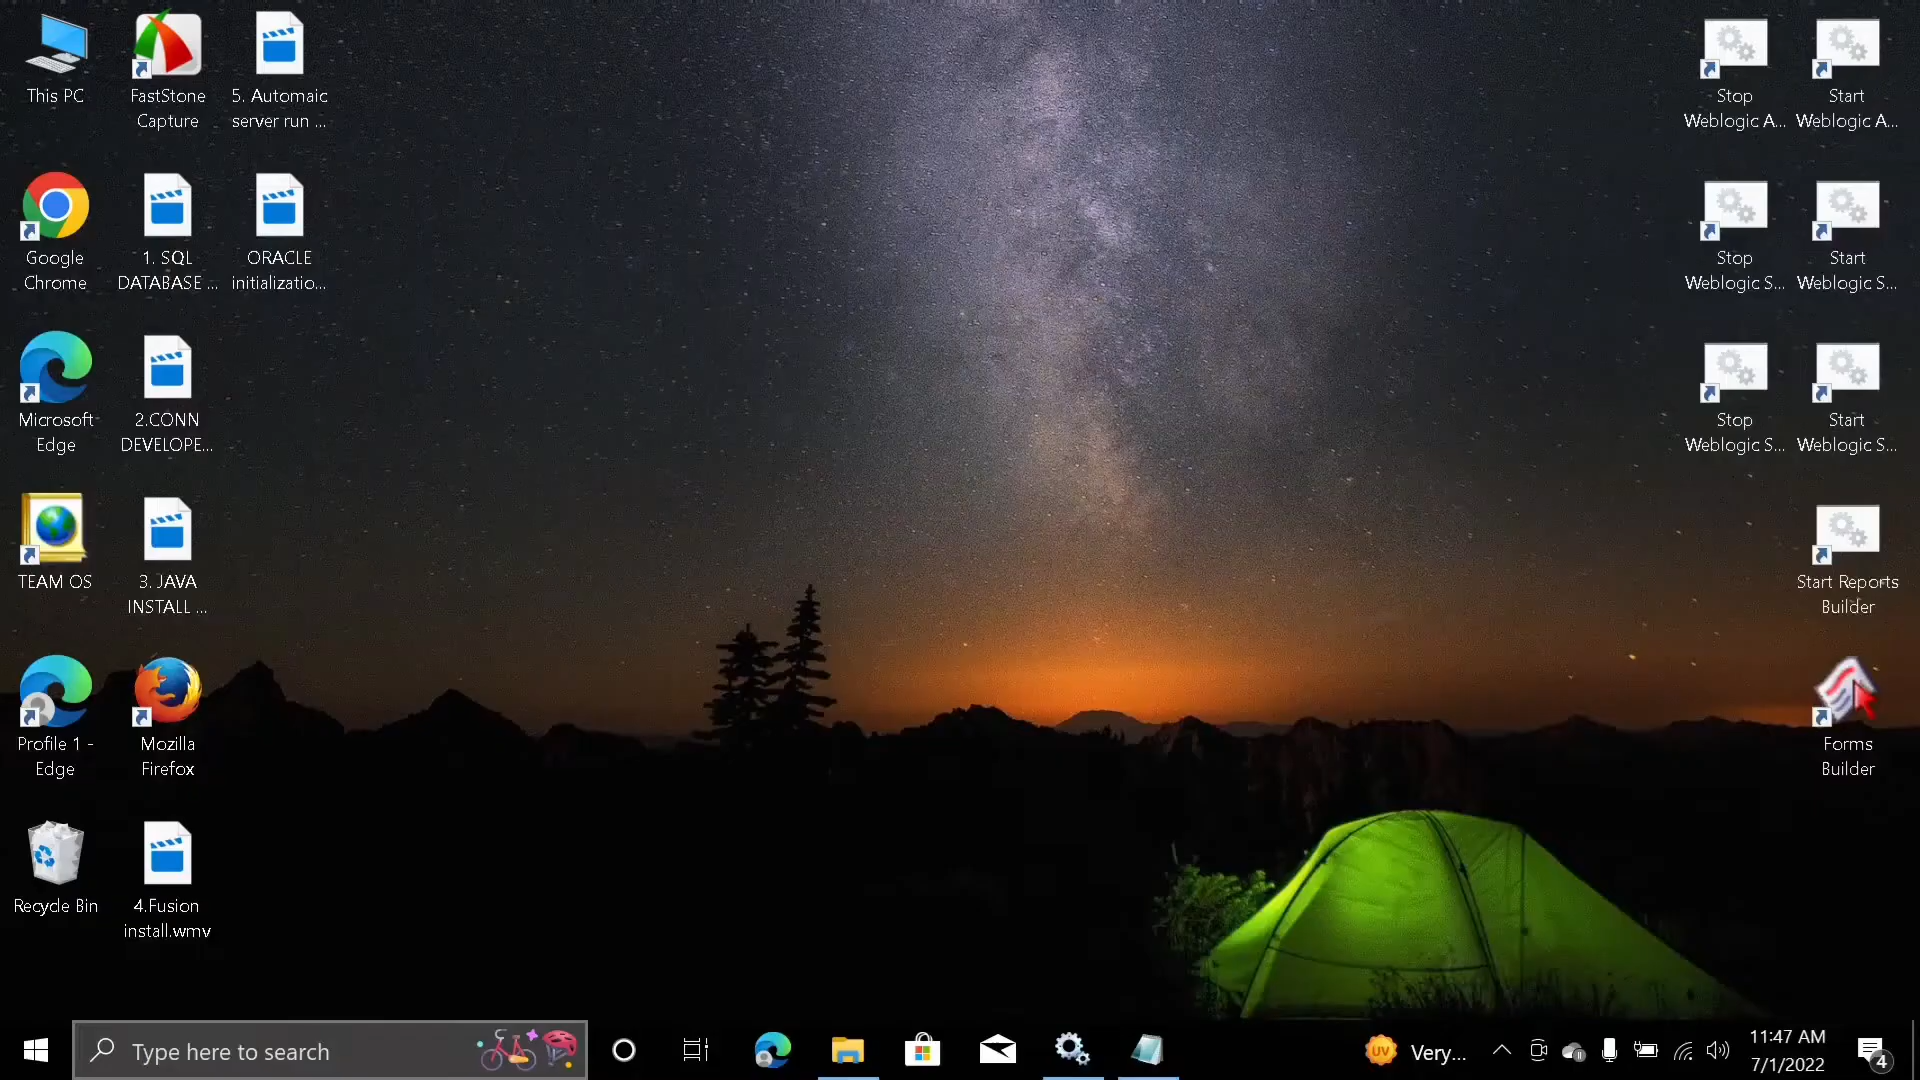 This PC
FastStone
Capture
5. Automaic
server run ...
Google
Chrome
1. SQL
DATABASE ...
ORACLE
initializatio...
Microsoft
Edge
2.CONN
DEVELOPE...
TEAM OS
3. JAVA
INSTALL ...
Profile 1 -
Edge
Mozilla
Firefox
Recycle Bin
4.Fusion
install.wmv
Stop
Weblogic A...
Start
Weblogic A...
Stop
Weblogic S...
Start
Weblogic S...
Stop
Weblogic S...
Start
Weblogic S...
Start Reports
Builder
Forms
Builder
Type here to search
UV
Very...
11:47 AM
7/1/2022
4